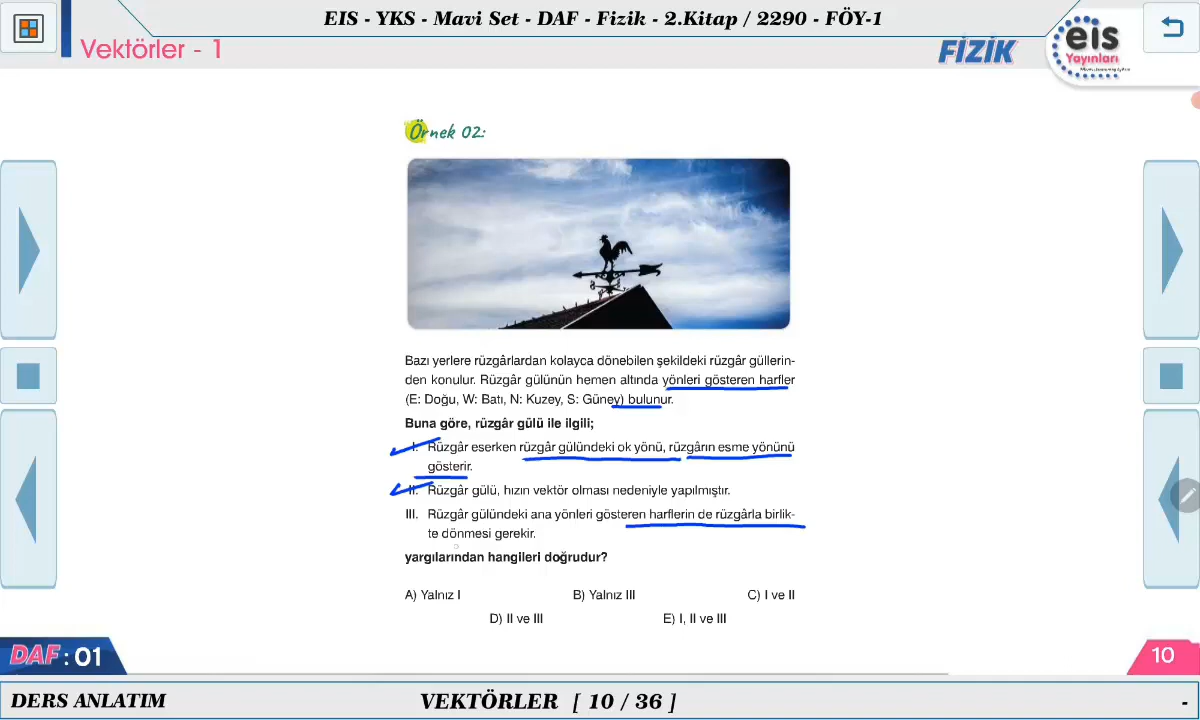 EIS - YKS - Mavi Set - DAF - Fizik - 2.Kitap / 2290 - FÖY-1
Vektörler - 1
FİZİK
eis
Yayınları
Örnek 02:
Bazı yerlere rüzgârlardan kolayca dönebilen şekildeki rüzgâr güllerin-
den konulur. Rüzgâr gülünün hemen altında yönleri gösteren harfler
(E: Doğu, W: Batı, N: Kuzey, S: Güney) bulunur.
Buna göre, rüzgâr gülü ile ilgili;
I. Rüzgâr eserken rüzgâr gülündeki ok yönü, rüzgârın esme yönünü
gösterir.
II. Rüzgâr gülü, hızın vektör olması nedeniyle yapılmıştır.
III. Rüzgâr gülündeki ana yönleri gösteren harflerin de rüzgârla birlik-
te dönmesi gerekir.
yargılarından hangileri doğrudur?
A) Yalnız I B) Yalnız III C) I ve II
D) II ve III E) I, II ve III
DAF : 01
10
DERS ANLATIM VEKTÖRLER [ 10 / 36 ] -